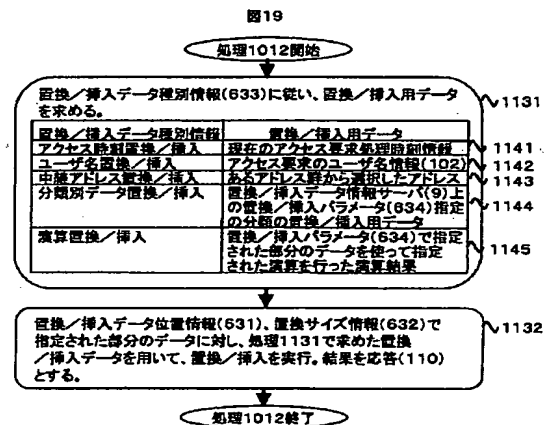 図19
処理1012開始
置換／挿入データ種別情報(633)に従い、置換／挿入用データ
を求める。
1131
置換／挿入データ種別情報 置換／挿入用データ
アクセス時刻置換／挿入 現在のアクセス要求処理時刻情報
1141
ユーザ名置換／挿入 アクセス要求のユーザ名情報(102)
1142
中継アドレス置換／挿入 あるアドレス群から選択したアドレス
1143
分類別データ置換／挿入 置換／挿入データ情報サーバ(9)上
の置換／挿入パラメータ(634)指定
の分類の置換／挿入用データ
1144
演算置換／挿入 置換／挿入パラメータ(634)で指定
された部分のデータを使って指定
された演算を行った演算結果
1145
置換／挿入データ位置情報(631)、置換サイズ情報(632)で
指定された部分のデータに対し、処理1131で求めた置換
／挿入データを用いて、置換／挿入を実行。結果を応答(110)
とする。
1132
処理1012終了